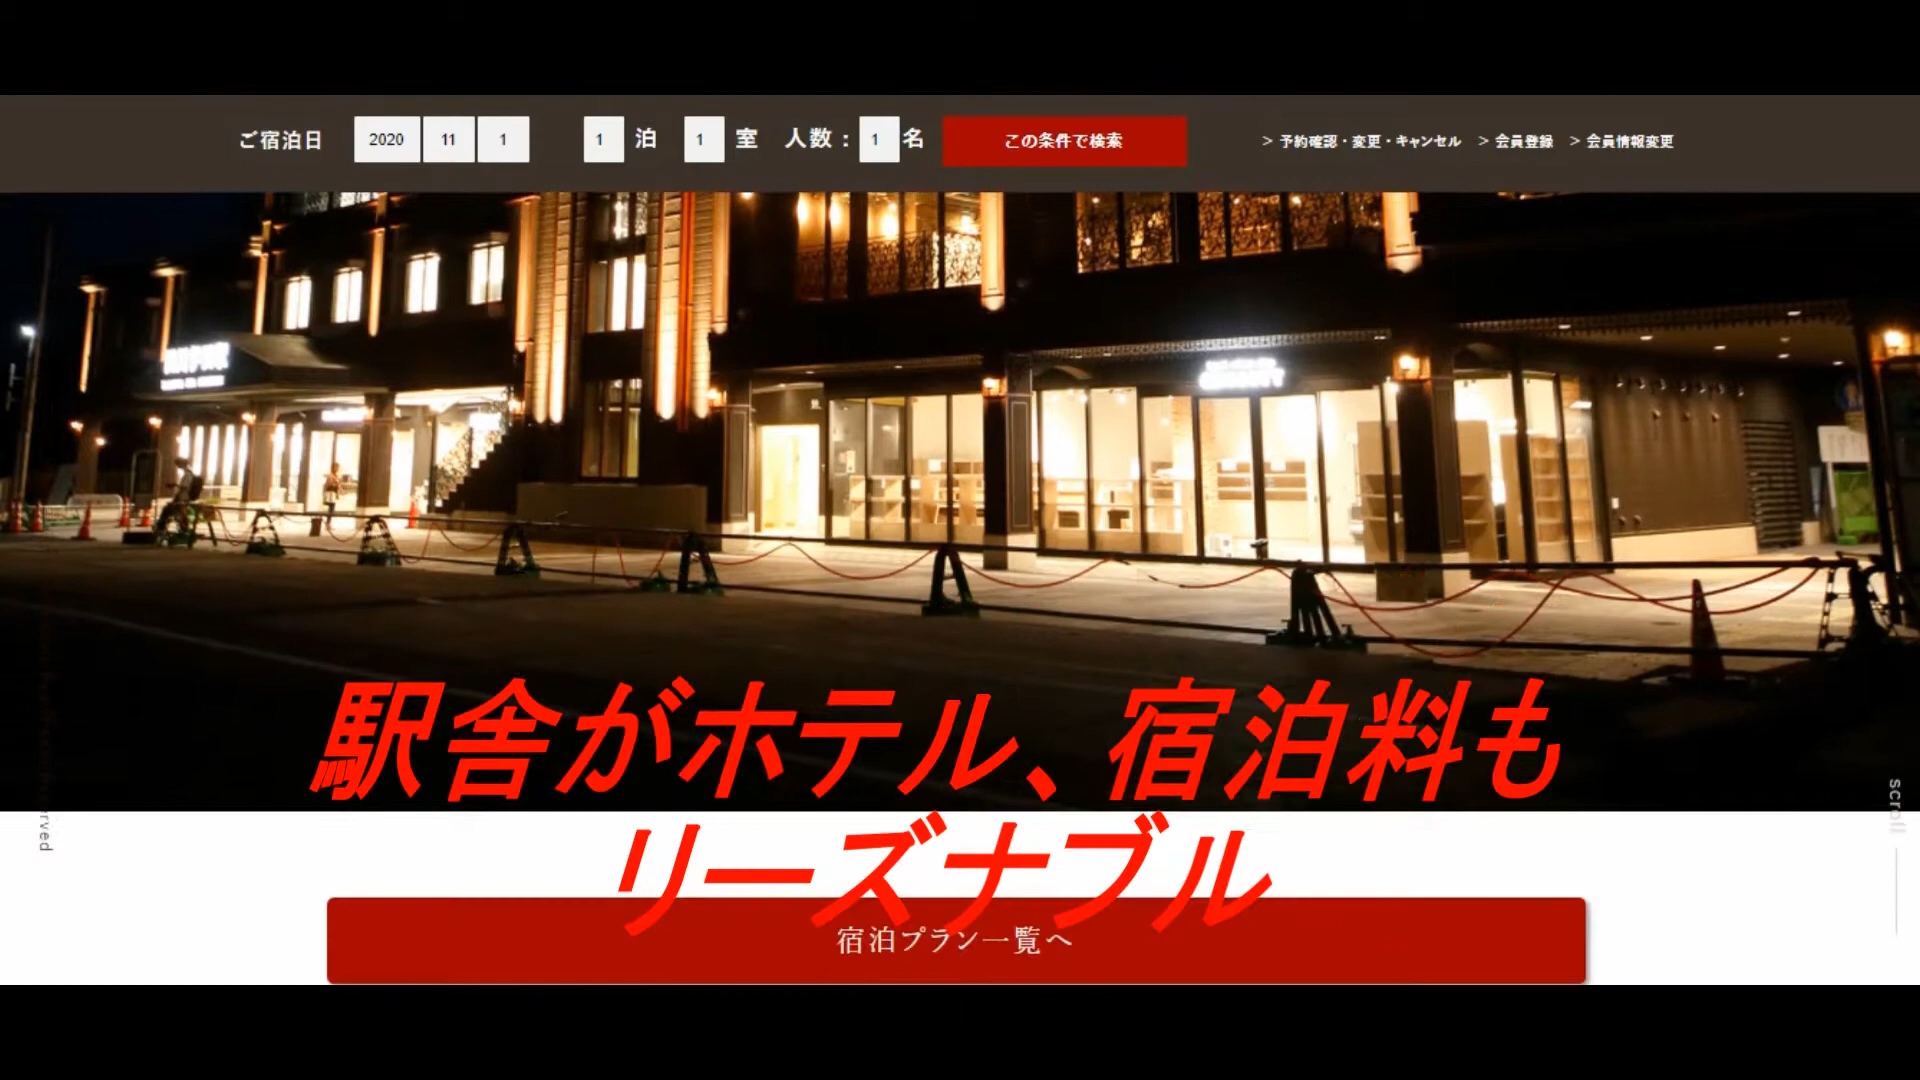 ご宿泊日 2020 11 1 1 泊 1 室 人数 : 1 名 この条件で検索 > 予約確認・変更・キャンセル > 会員登録 > 会員情報変更
駅舎がホテル、宿泊料も
リーズナブル
scroll
rved
宿泊プラン一覧へ